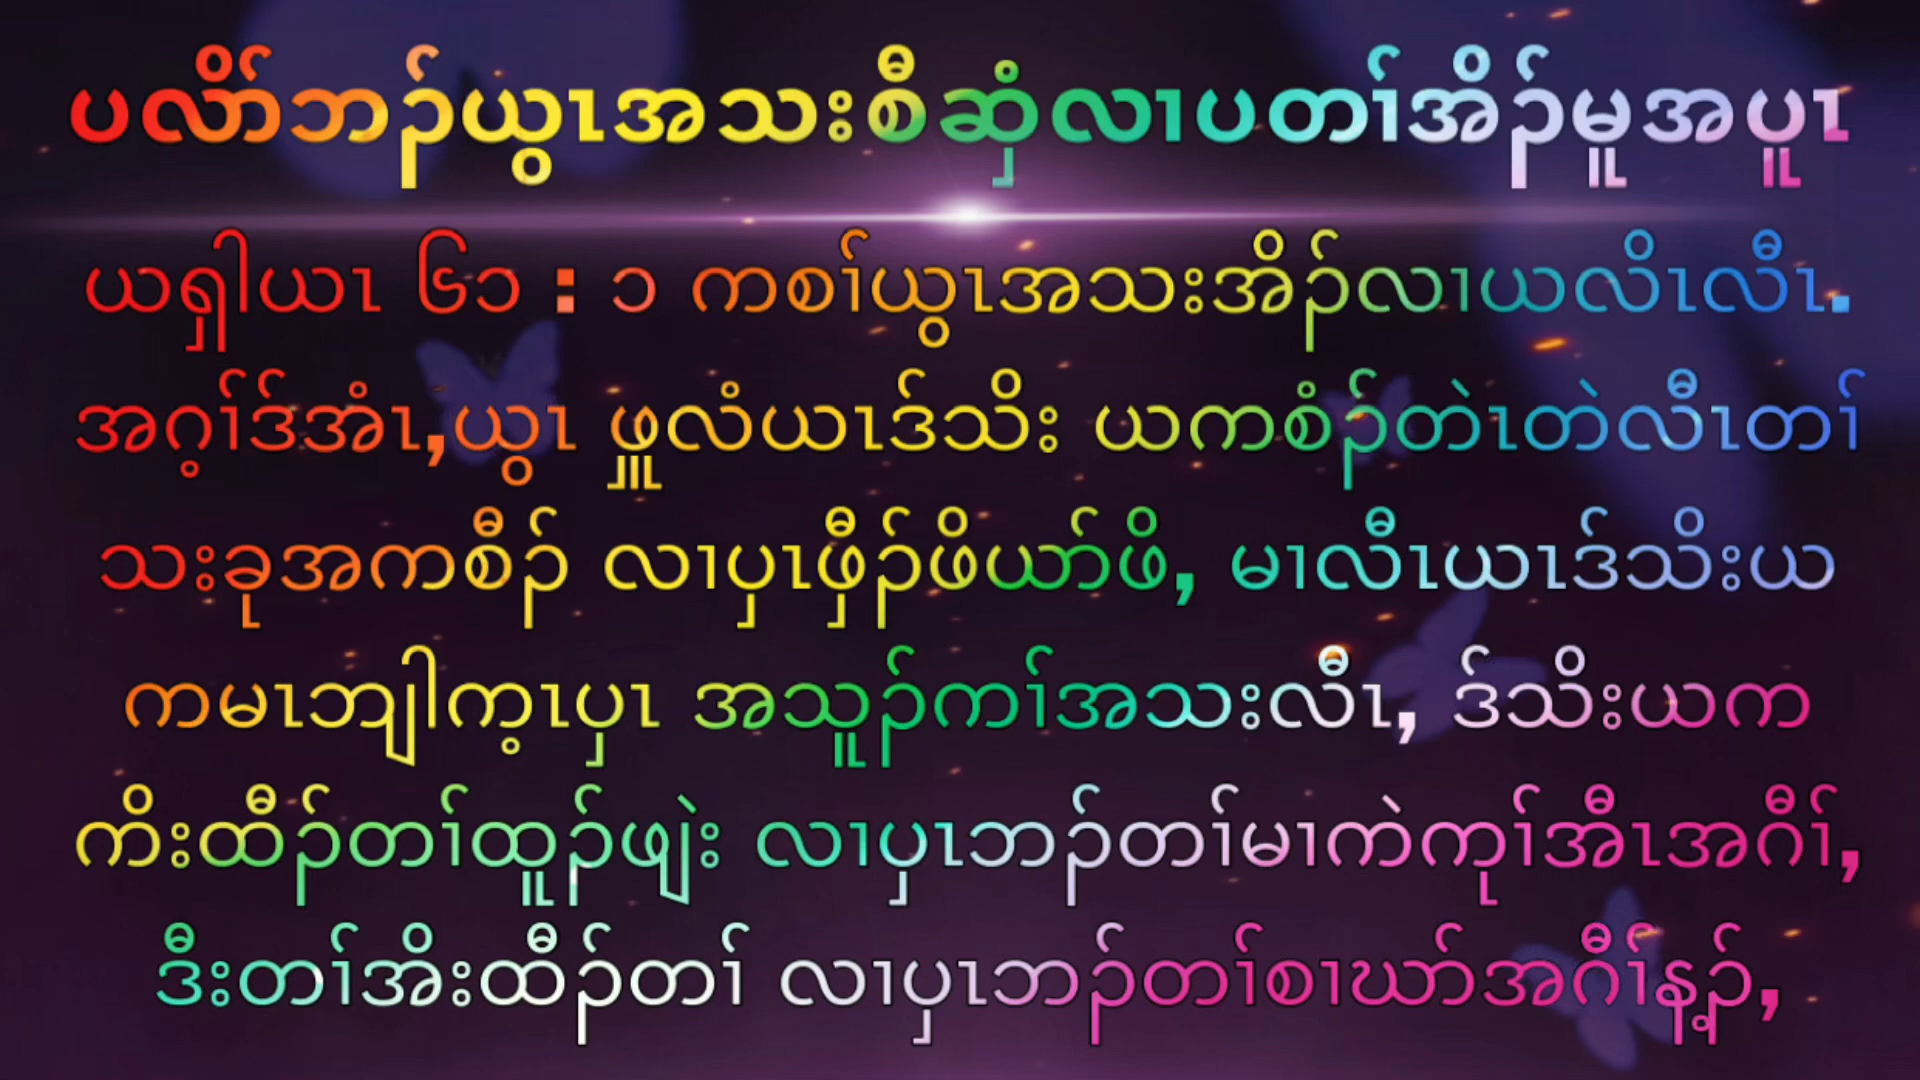 ပလိာ်ဘၣ်ယွၤအသးစီဆှံလၢပတၢ်အိၣ်မူအပူၤ
ယရှါယၤ ၆၁ : ၁ ကစၢ်ယွၤအသးအိၣ်လၢယလိၤလီၤ.
အဂ့ၢ်ဒ်အံၤ,ယွၤ ဖှူလံယၤဒ်သိး ယကစံၣ်တဲၤတဲလီၤတၢ်
သးခုအကစီၣ် လၢပှၤဖှီၣ်ဖိယာ်ဖိ, မၢလီၤယၤဒ်သိးယ
ကမၤဘျါက့ၤပှၤ အသူၣ်ကၢ်အသးလီၤ, ဒ်သိးယက
ကိးထီၣ်တၢ်ထူၣ်ဖျဲး လၢပှၤဘၣ်တၢ်မၢကဲကုၢ်အီၤအဂီၢ်,
ဒီးတၢ်အိးထီၣ်တၢ် လၢပှၤဘၣ်တၢ်စၢဃာ်အဂီၢ်န့ၣ်,